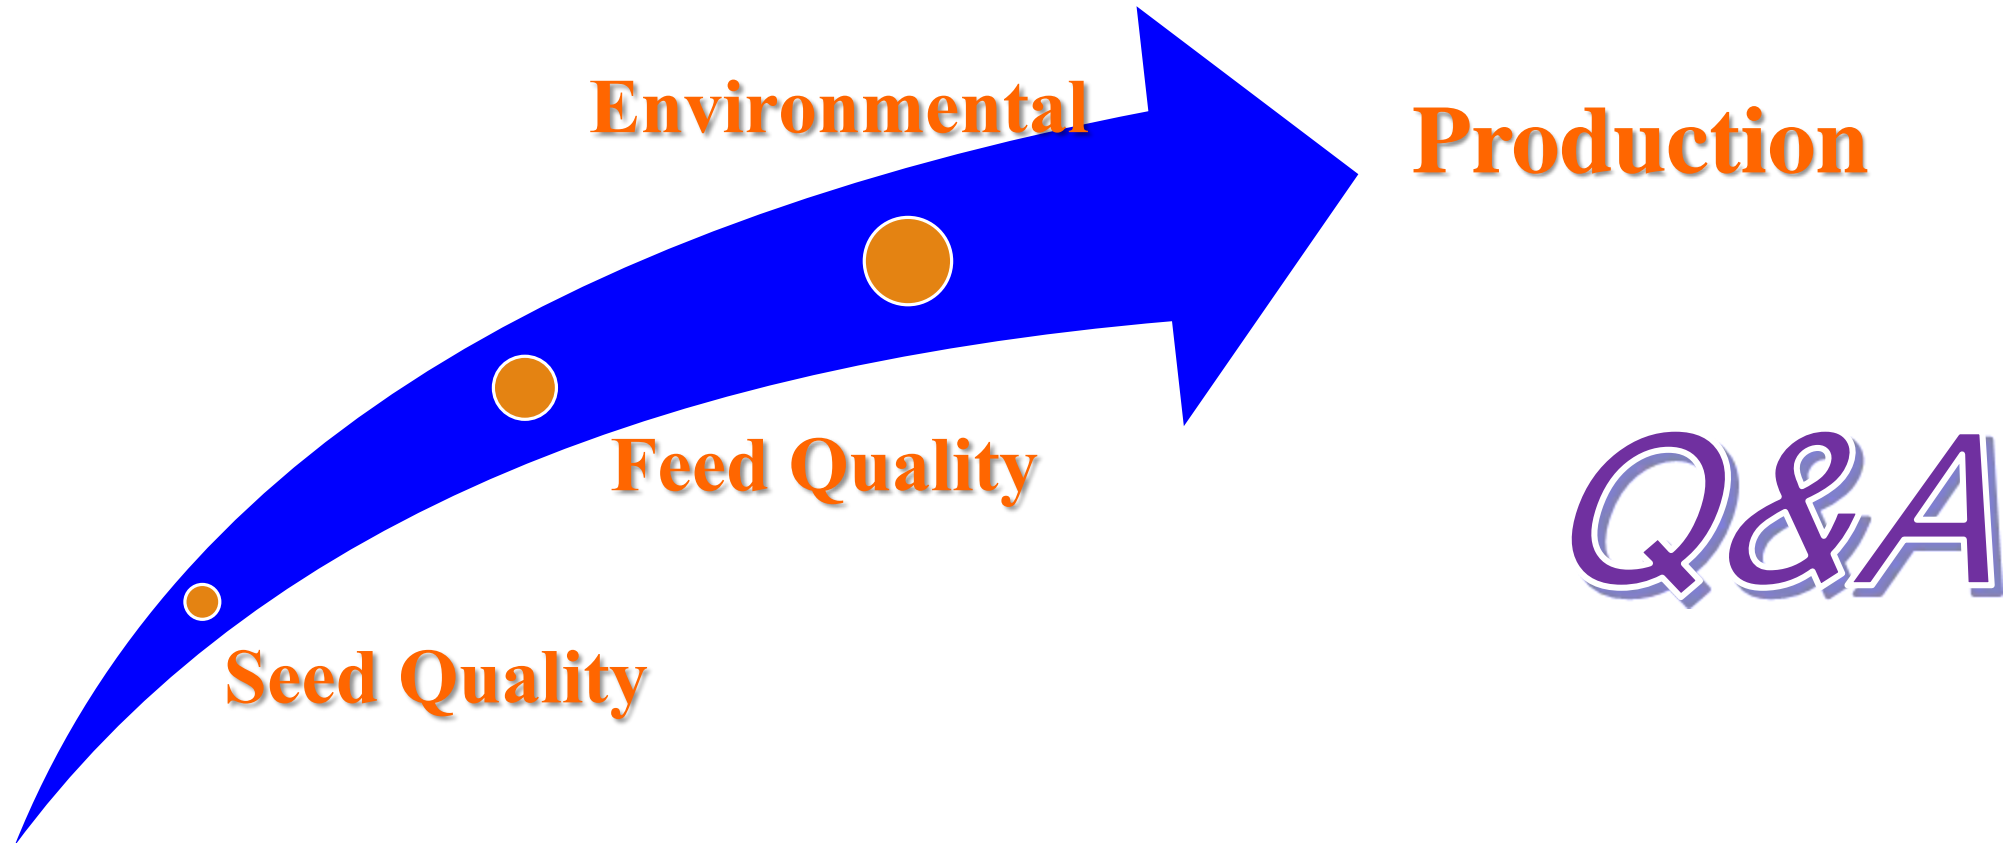 Environmental
Production
Feed Quality
Q&A
Seed Quality